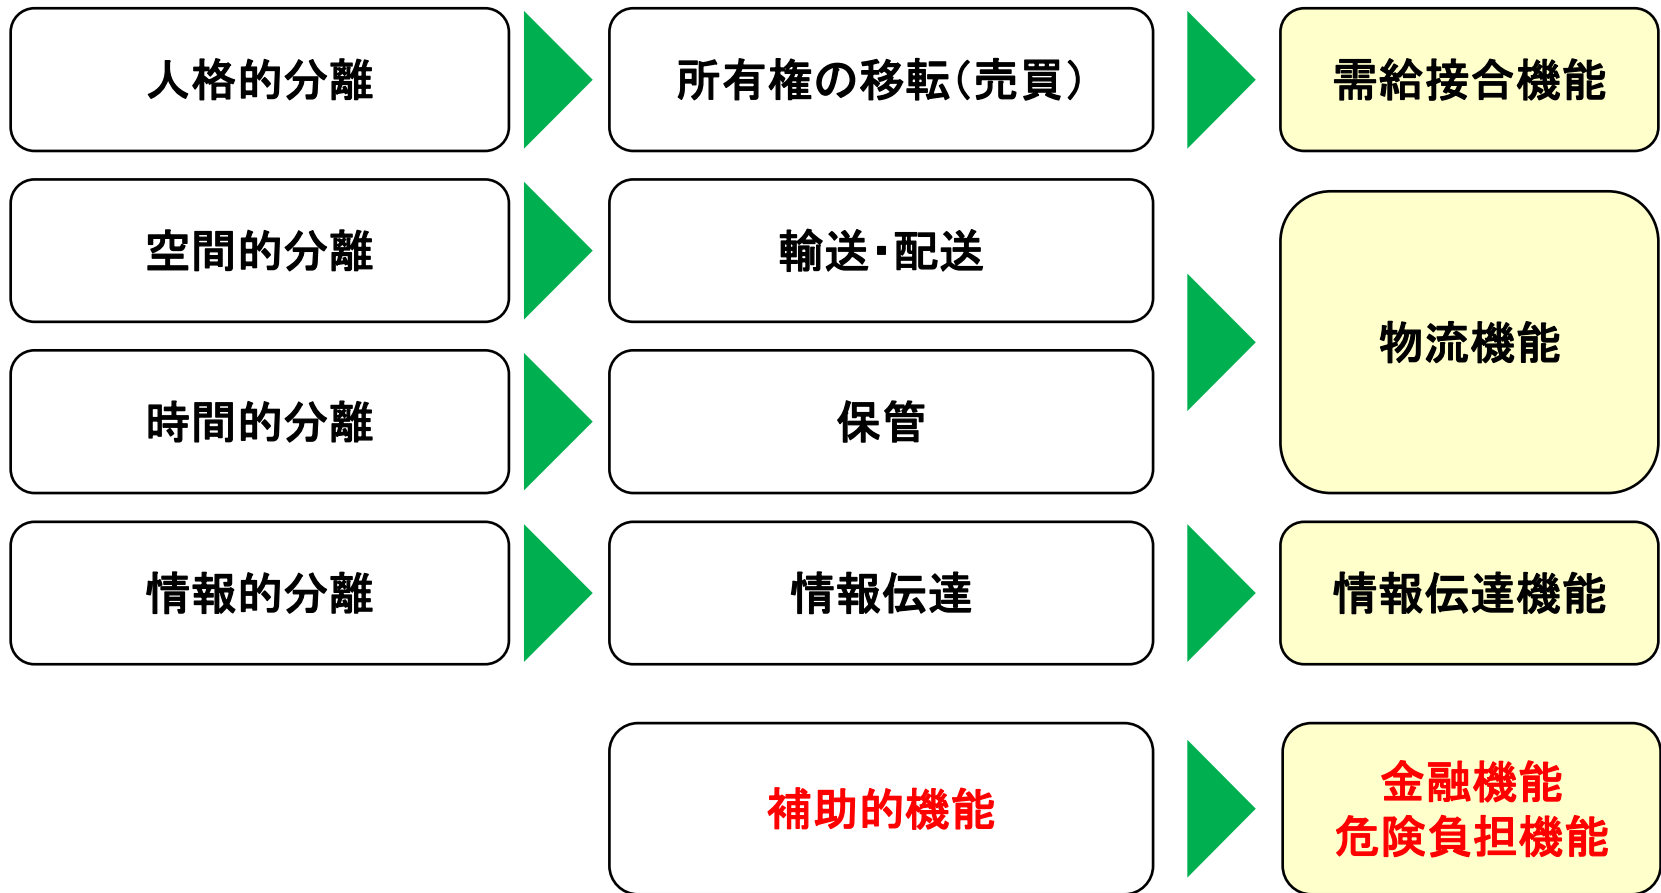 人格的分離
所有権の移転（売買）
需給接合機能
空間的分離
輸送・配送
物流機能
時間的分離
保管
情報的分離
情報伝達
情報伝達機能
補助的機能
金融機能
危険負担機能